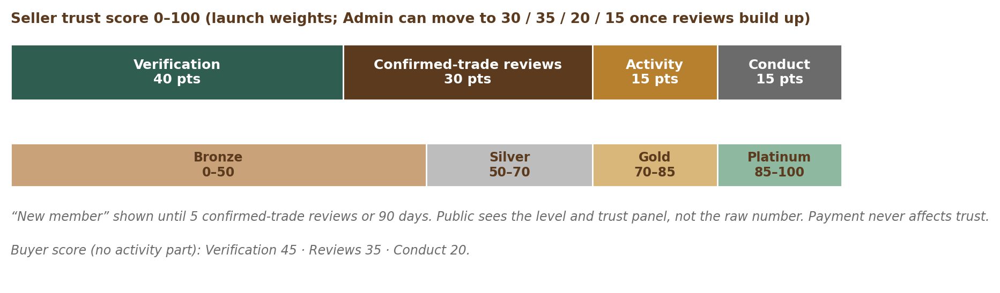 Seller trust score 0–100 (launch weights; Admin can move to 30 / 35 / 20 / 15 once reviews build up)
Verification
40 pts
Confirmed-trade reviews
30 pts
Activity
15 pts
Conduct
15 pts
Bronze
0–50
Silver
50–70
Gold
70–85
Platinum
85–100
“New member” shown until 5 confirmed-trade reviews or 90 days. Public sees the level and trust panel, not the raw number. Payment never affects trust.
Buyer score (no activity part): Verification 45 · Reviews 35 · Conduct 20.